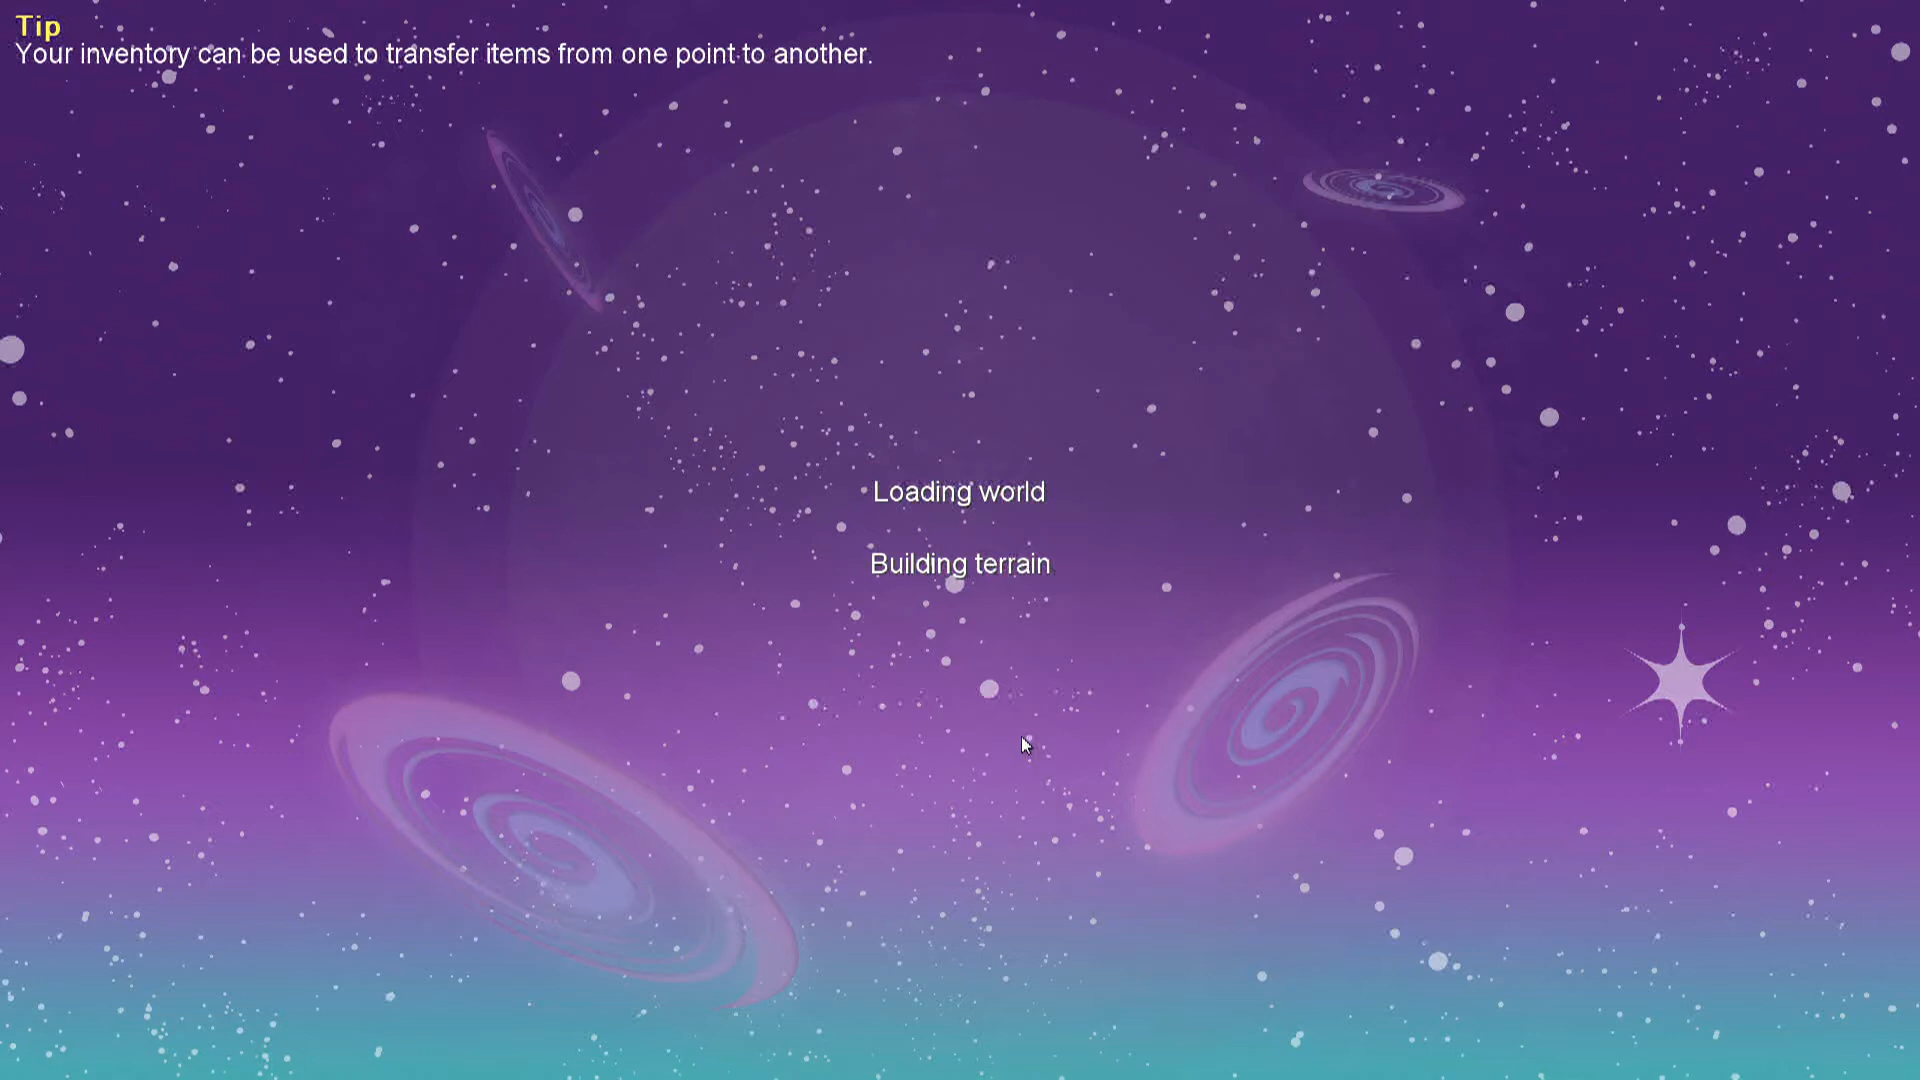 Tip
Your inventory can be used to transfer items from one point to another.
Loading world
Building terrain